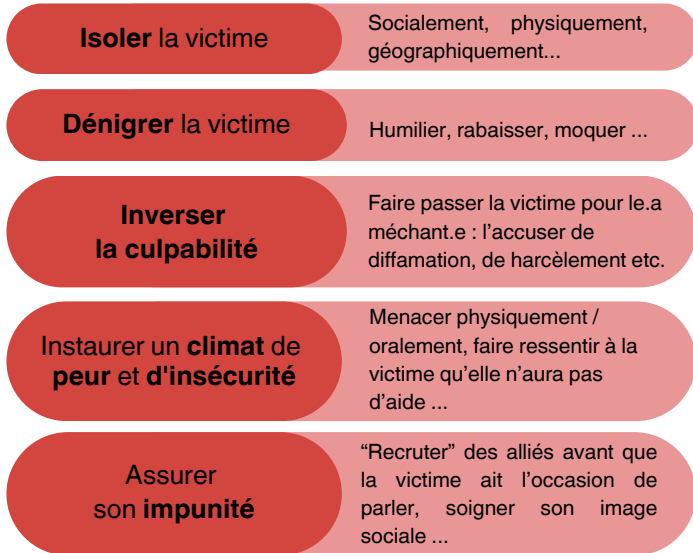 Isoler la victime
Socialement, physiquement,
géographiquement...
Dénigrer la victime
Humilier, rabaisser, moquer ...
Inverser
la culpabilité
Faire passer la victime pour le.a
méchant.e : l’accuser de
diffamation, de harcèlement etc.
Instaurer un climat de
peur et d'insécurité
Menacer physiquement /
oralement, faire ressentir à la
victime qu’elle n’aura pas
d’aide ...
Assurer
son impunité
“Recruter” des alliés avant que
la victime ait l’occasion de
parler, soigner son image
sociale ...